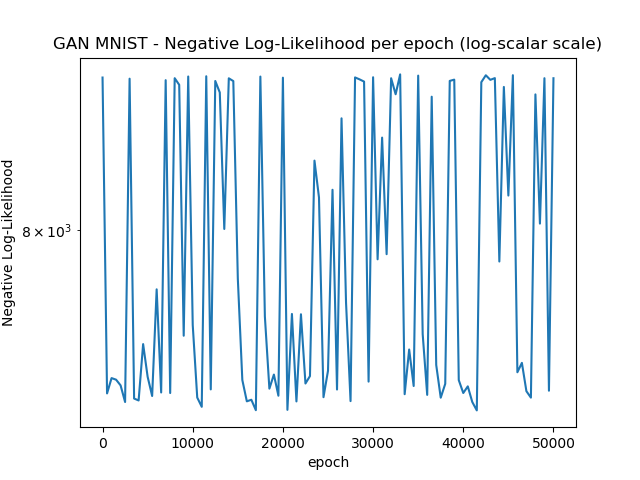 GAN MNIST - Negative Log-Likelihood per epoch (log-scalar scale)
Negative Log-Likelihood
8 × 10³
0 10000 20000 30000 40000 50000
epoch